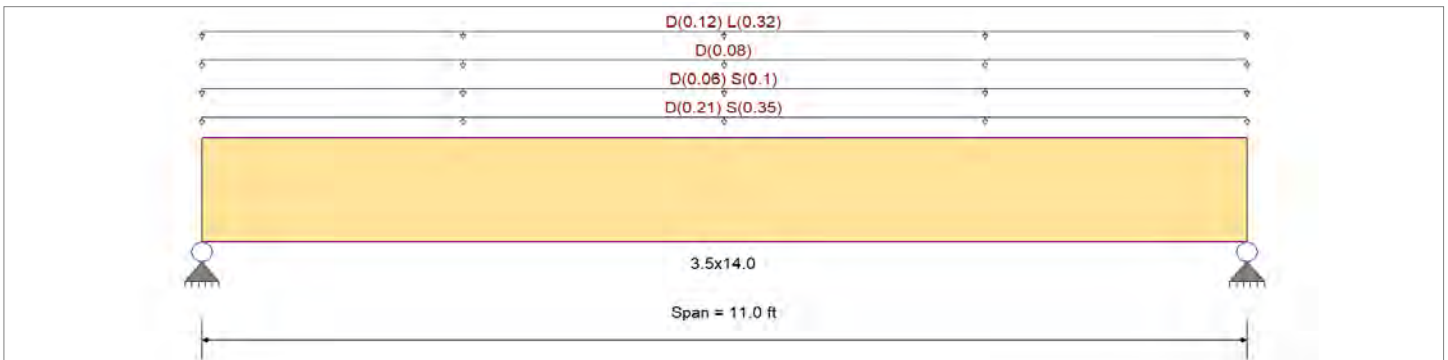 D(0.12) L(0.32)
D(0.08)
D(0.06) S(0.1)
D(0.21) S(0.35)
3.5x14.0
Span = 11.0 ft